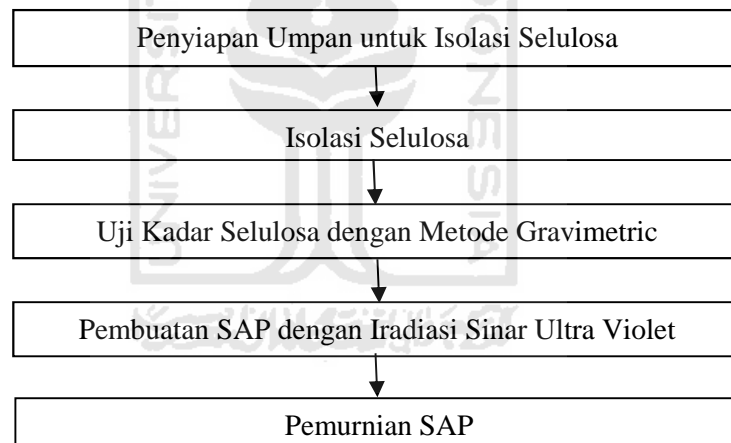 Penyiapan Umpan untuk Isolasi Selulosa
Isolasi Selulosa
Uji Kadar Selulosa dengan Metode Gravimetric
Pembuatan SAP dengan Iradiasi Sinar Ultra Violet
Pemurnian SAP